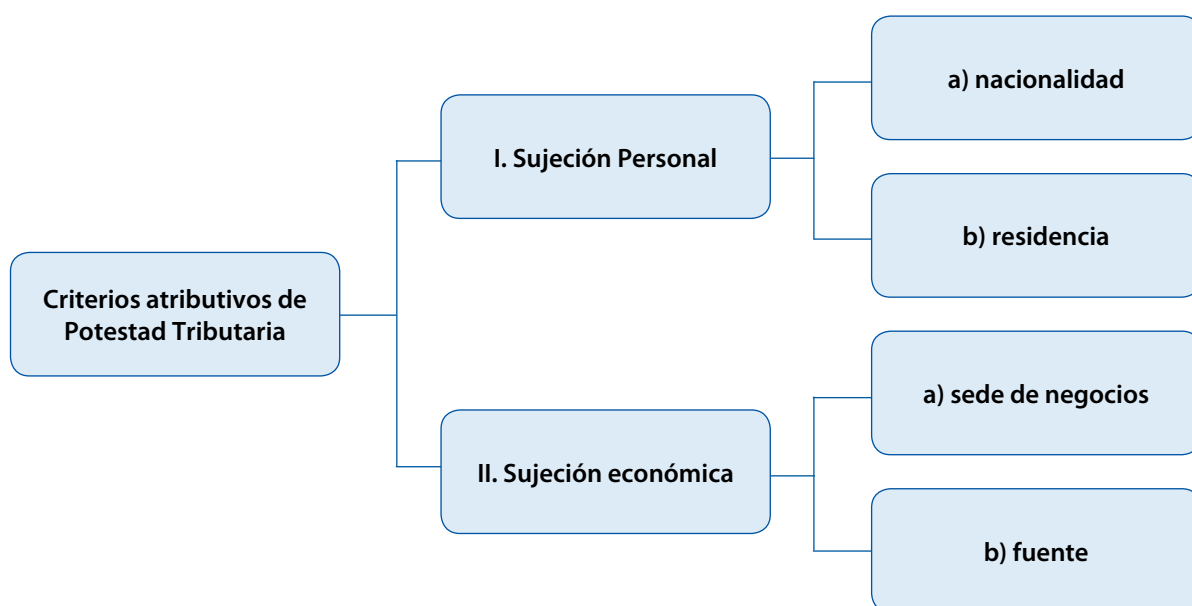 Criterios atributivos de
Potestad Tributaria
I. Sujeción Personal
a) nacionalidad
b) residencia
II. Sujeción económica
a) sede de negocios
b) fuente